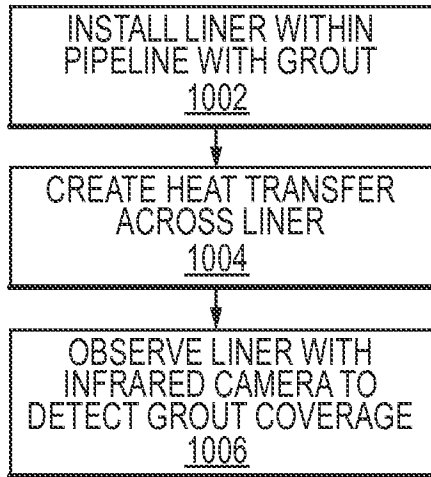 INSTALL LINER WITHIN
PIPELINE WITH GROUT
1002
CREATE HEAT TRANSFER
ACROSS LINER
1004
OBSERVE LINER WITH
INFRARED CAMERA TO
DETECT GROUT COVERAGE
1006